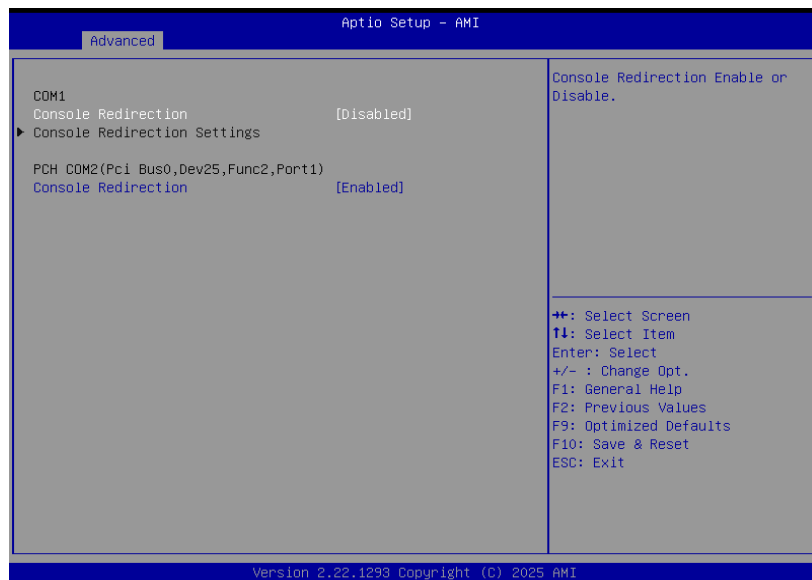 Aptio Setup – AMI
Advanced
COM1
Console Redirection [Disabled]
▶ Console Redirection Settings
PCH COM2(Pci Bus0,Dev25,Func2,Port1)
Console Redirection [Enabled]
Console Redirection Enable or
Disable.
→←: Select Screen
↑↓: Select Item
Enter: Select
+/- : Change Opt.
F1: General Help
F2: Previous Values
F9: Optimized Defaults
F10: Save & Reset
ESC: Exit
Version 2.22.1293 Copyright (C) 2025 AMI